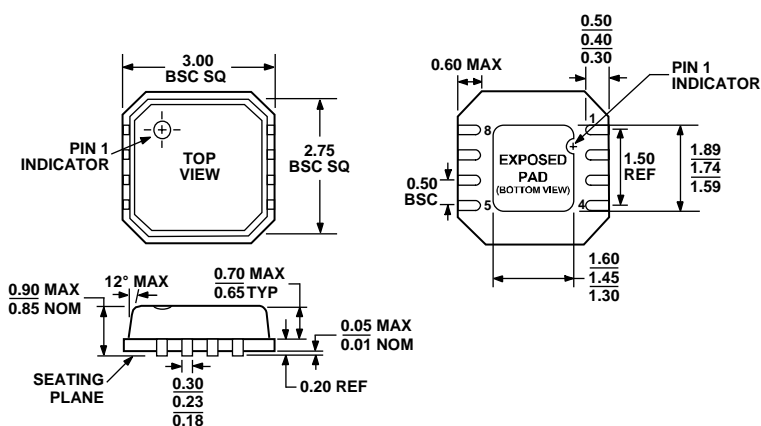 3.00
BSC SQ
PIN 1
INDICATOR
TOP
VIEW
2.75
BSC SQ
0.50
0.40
0.30
0.60 MAX
PIN 1
INDICATOR
8
1
EXPOSED
PAD
(BOTTOM VIEW)
5
4
0.50
BSC
1.50
REF
1.89
1.74
1.59
1.60
1.45
1.30
0.90 MAX
0.85 NOM
12° MAX
0.70 MAX
0.65 TYP
0.05 MAX
0.01 NOM
SEATING
PLANE
0.30
0.23
0.18
0.20 REF